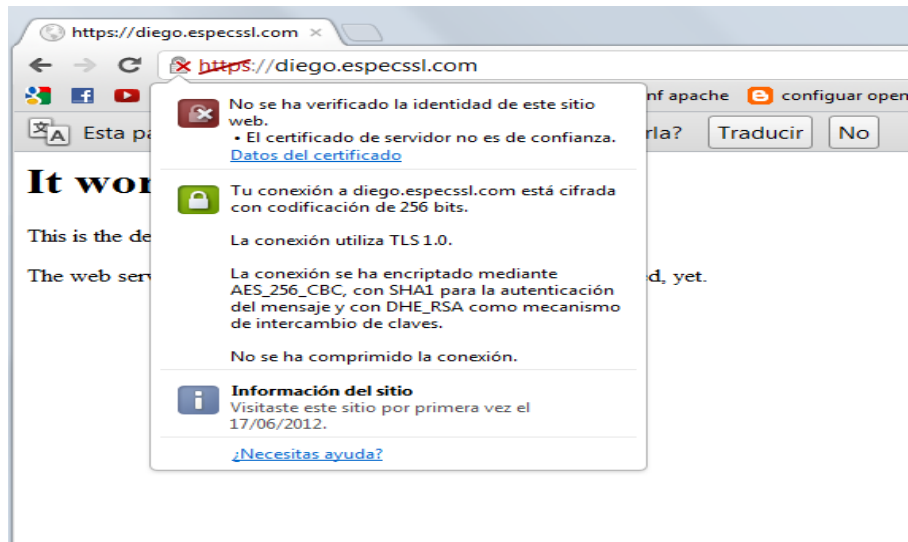 https://diego.especssl.com
https://diego.especssl.com
nf apache configuar open
Esta pá rla? Traducir No
No se ha verificado la identidad de este sitio
web.
• El certificado de servidor no es de confianza.
Datos del certificado
Tu conexión a diego.especssl.com está cifrada
con codificación de 256 bits.
La conexión utiliza TLS 1.0.
La conexión se ha encriptado mediante
AES_256_CBC, con SHA1 para la autenticación
del mensaje y con DHE_RSA como mecanismo
de intercambio de claves.
No se ha comprimido la conexión.
Información del sitio
Visitaste este sitio por primera vez el
17/06/2012.
¿Necesitas ayuda?
It wor
This is the de
The web serv d, yet.